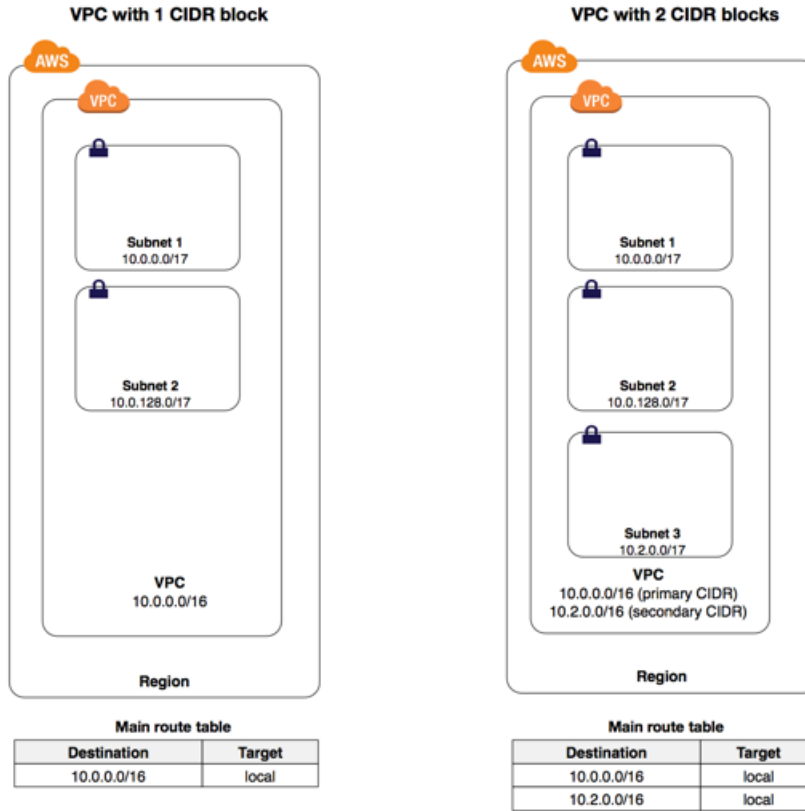 VPC with 1 CIDR block
AWS
VPC
Subnet 1
10.0.0.0/17
Subnet 2
10.0.128.0/17
VPC
10.0.0.0/16
Region
Main route table
Destination Target
10.0.0.0/16 local
VPC with 2 CIDR blocks
AWS
VPC
Subnet 1
10.0.0.0/17
Subnet 2
10.0.128.0/17
Subnet 3
10.2.0.0/17
VPC
10.0.0.0/16 (primary CIDR)
10.2.0.0/16 (secondary CIDR)
Region
Main route table
Destination Target
10.0.0.0/16 local
10.2.0.0/16 local